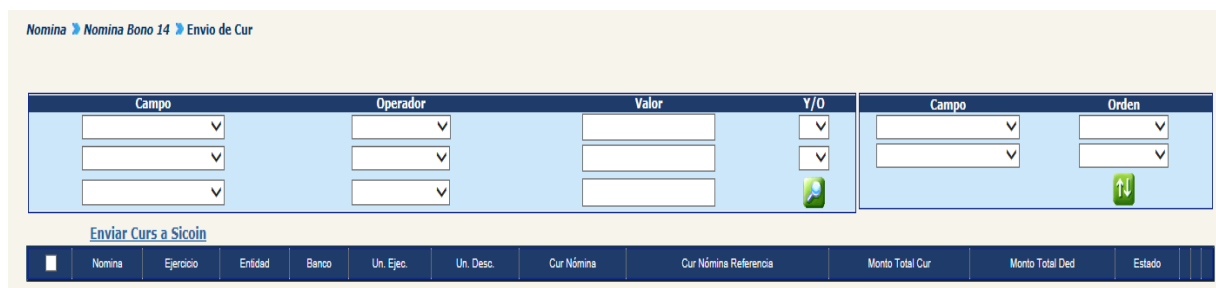 Nomina Nomina Bono 14 Envio de Cur
Campo Operador Valor Y/O Campo Orden
Enviar Curs a Sicoin
Nomina Ejercicio Entidad Banco Un. Ejec. Un. Desc. Cur Nómina Cur Nómina Referencia Monto Total Cur Monto Total Ded Estado